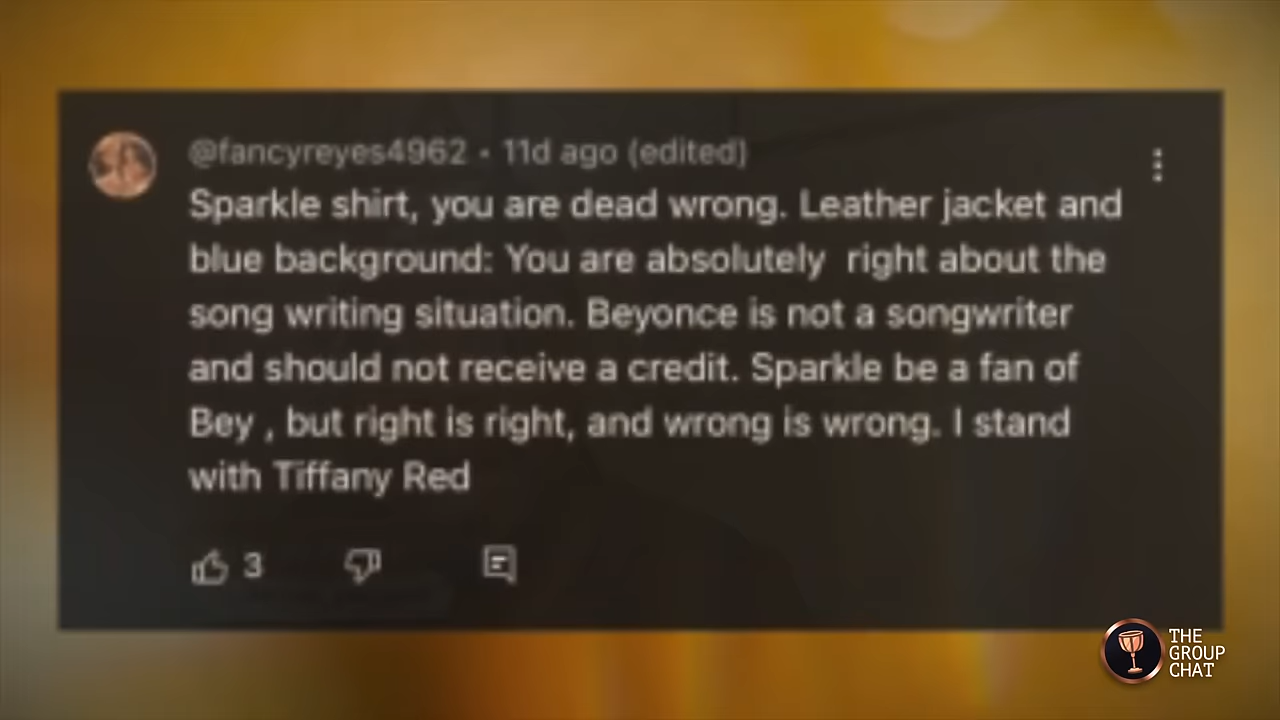 @fancyreyes4962 • 11d ago (edited)
Sparkle shirt, you are dead wrong. Leather jacket and
blue background: You are absolutely  right about the
song writing situation. Beyonce is not a songwriter
and should not receive a credit. Sparkle be a fan of
Bey , but right is right, and wrong is wrong. I stand
with Tiffany Red
3
THE
GROUP
CHAT